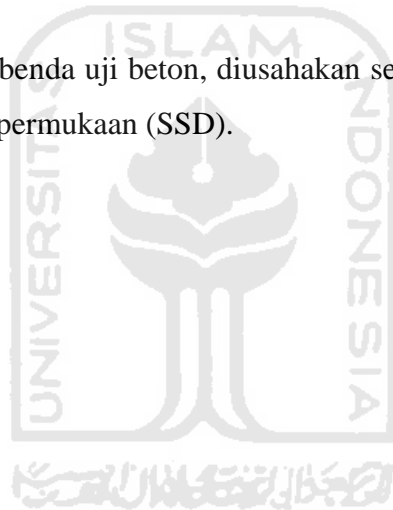 ISLAM
benda uji beton, diusahakan se
permukaan (SSD).
UNIVERSITAS
INDONESIA